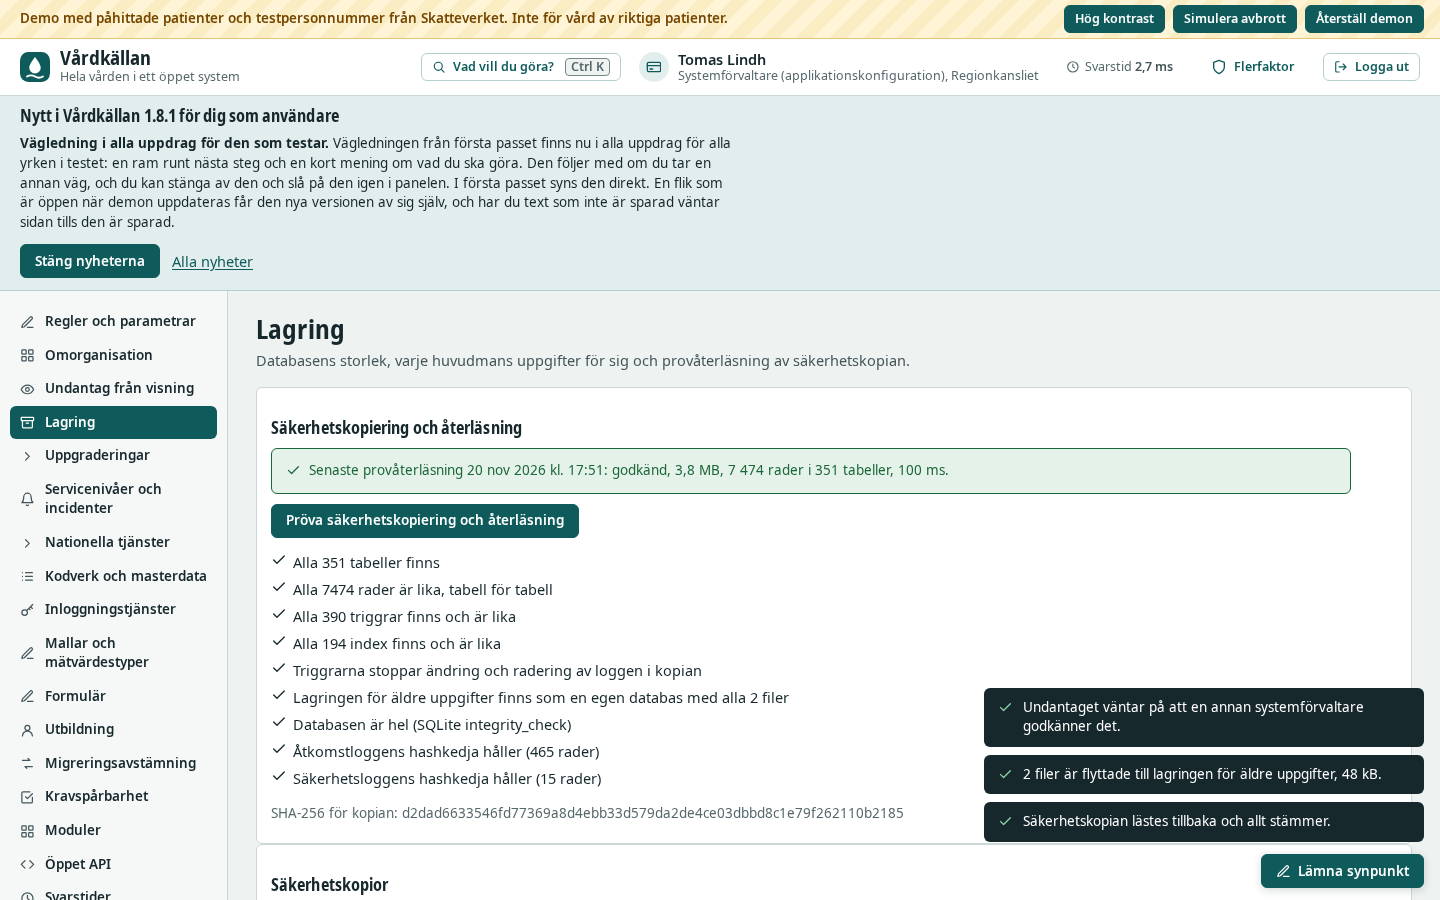 Demo med påhittade patienter och testpersonnummer från Skatteverket. Inte för vård av riktiga patienter.
Hög kontrast
Simulera avbrott
Återställ demon
Vårdkällan
Hela vården i ett öppet system
Vad vill du göra?
Ctrl K
Tomas Lindh
Systemförvaltare (applikationskonfiguration), Regionkansliet
Svarstid 2,7 ms
Flerfaktor
Logga ut
Nytt i Vårdkällan 1.8.1 för dig som användare
Vägledning i alla uppdrag för den som testar. Vägledningen från första passet finns nu i alla uppdrag för alla
yrken i testet: en ram runt nästa steg och en kort mening om vad du ska göra. Den följer med om du tar en
annan väg, och du kan stänga av den och slå på den igen i panelen. I första passet syns den direkt. En flik som
är öppen när demon uppdateras får den nya versionen av sig själv, och har du text som inte är sparad väntar
sidan tills den är sparad.
Stäng nyheterna
Alla nyheter
Regler och parametrar
Omorganisation
Undantag från visning
Lagring
Uppgraderingar
Servicenivåer och
incidenter
Nationella tjänster
Kodverk och masterdata
Inloggningstjänster
Mallar och
mätvärdestyper
Formulär
Utbildning
Migreringsavstämning
Kravspårbarhet
Moduler
Öppet API
Svarstider
Lagring
Databasens storlek, varje huvudmans uppgifter för sig och provåterläsning av säkerhetskopian.
Säkerhetskopiering och återläsning
Senaste provåterläsning 20 nov 2026 kl. 17:51: godkänd, 3,8 MB, 7 474 rader i 351 tabeller, 100 ms.
Pröva säkerhetskopiering och återläsning
Alla 351 tabeller finns
Alla 7474 rader är lika, tabell för tabell
Alla 390 triggrar finns och är lika
Alla 194 index finns och är lika
Triggrarna stoppar ändring och radering av loggen i kopian
Lagringen för äldre uppgifter finns som en egen databas med alla 2 filer
Databasen är hel (SQLite integrity_check)
Åtkomstloggens hashkedja håller (465 rader)
Säkerhetsloggens hashkedja håller (15 rader)
SHA-256 för kopian: d2dad6633546fd77369a8d4ebb33d579da2de4ce03dbbd8c1e79f262110b2185
Säkerhetskopior
Undantaget väntar på att en annan systemförvaltare
godkänner det.
2 filer är flyttade till lagringen för äldre uppgifter, 48 kB.
Säkerhetskopian lästes tillbaka och allt stämmer.
Lämna synpunkt